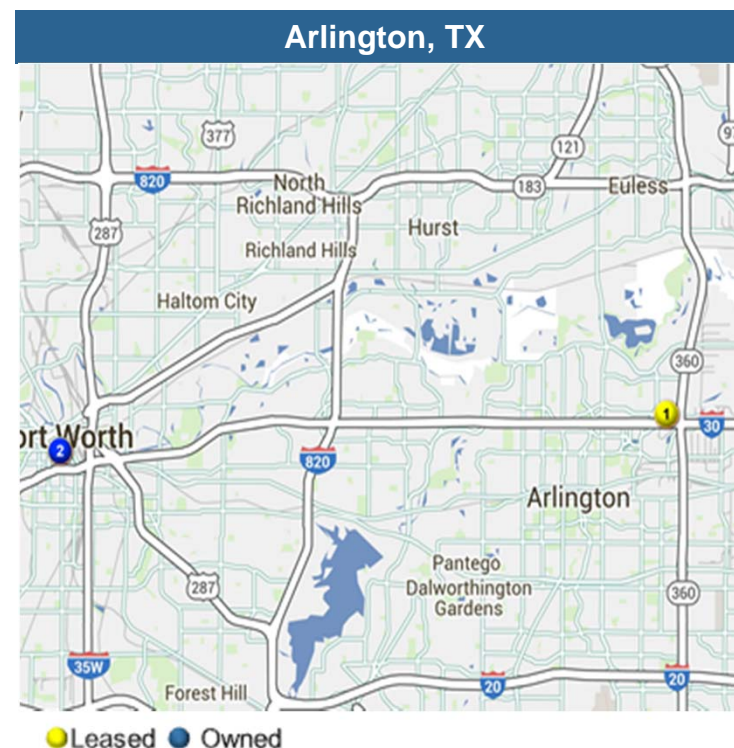 Arlington, TX
377
121
9
820
North
Richland Hills
183
Euless
287
Hurst
Richland Hills
Haltom City
360
1
30
ort Worth
2
820
Arlington
Pantego
287
Dalworthington
Gardens
360
35W
20
20
Forest Hill
Leased Owned